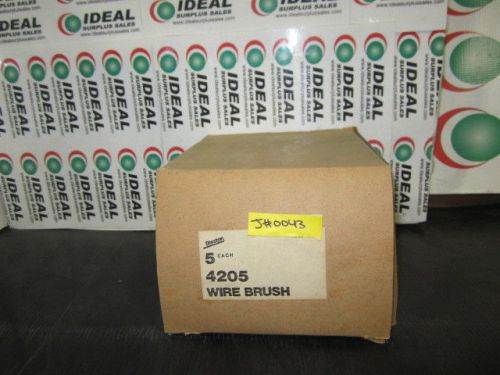 IDEAL
SURPLUS SALES
J#0043
5 EACH
4205
WIRE BRUSH